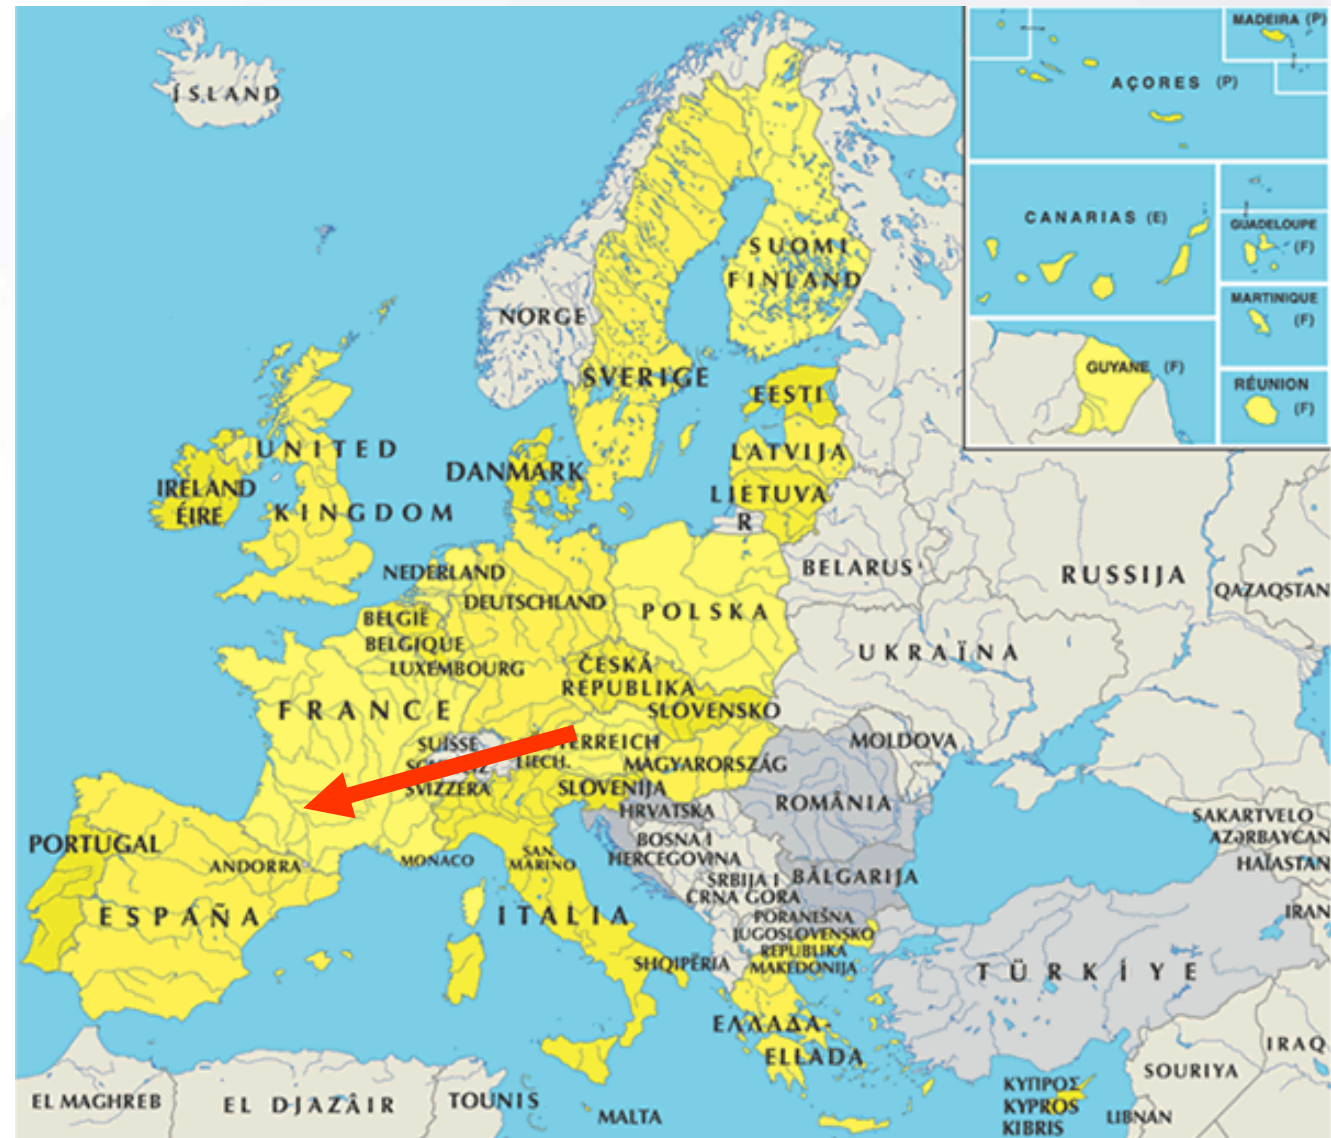 ÍSLAND
MADEIRA (P)
AÇORES (P)
CANARIAS (E)
GUADELOUPE
(F)
MARTINIQUE
(F)
GUYANE (F)
RÉUNION
(F)
SUOMI
FINLAND
NORGE
SVERIGE
EESTI
LATVIJA
LIETUVA
R
DANMARK
UNITED
KINGDOM
IRELAND
ÉIRE
NEDERLAND
DEUTSCHLAND
BELGIË
BELGIQUE
LUXEMBOURG
POLSKA
BELARUS
RUSSIJA
QAZAQSTAN
UKRAÏNA
ČESKÁ
REPUBLIKA
SLOVENSKO
FRANCE
SUISSE
SVIZZERA
LIECH.
MAGYARORSZÁG
MOLDOVA
SLOVENIJA
HRVATSKA
ROMÂNIA
BOSNA I
HERCEGOVINA
SRBIJA I
CRNA GORA
BĂLGARIJA
PORANEŠNA
JUGOSLOVENSKO
REPUBLIKA
MAKEDONIJA
SHQIPËRIA
SAKARTVELO
AZƏRBAYCAN
HAÏASTAN
IRAN
PORTUGAL
ANDORRA
MONACO
SAN
MARINO
ESPAÑA
ITALIA
TÜRKİYE
ΕΛΛΑΔΑ-
ELLADA
ΚΥΠΡΟΣ
KYPROS
KIBRIS
SOURIYA
IRAQ
LIBNAN
EL MAGHREB
EL DJAZÂIR
TOUNIS
MALTA